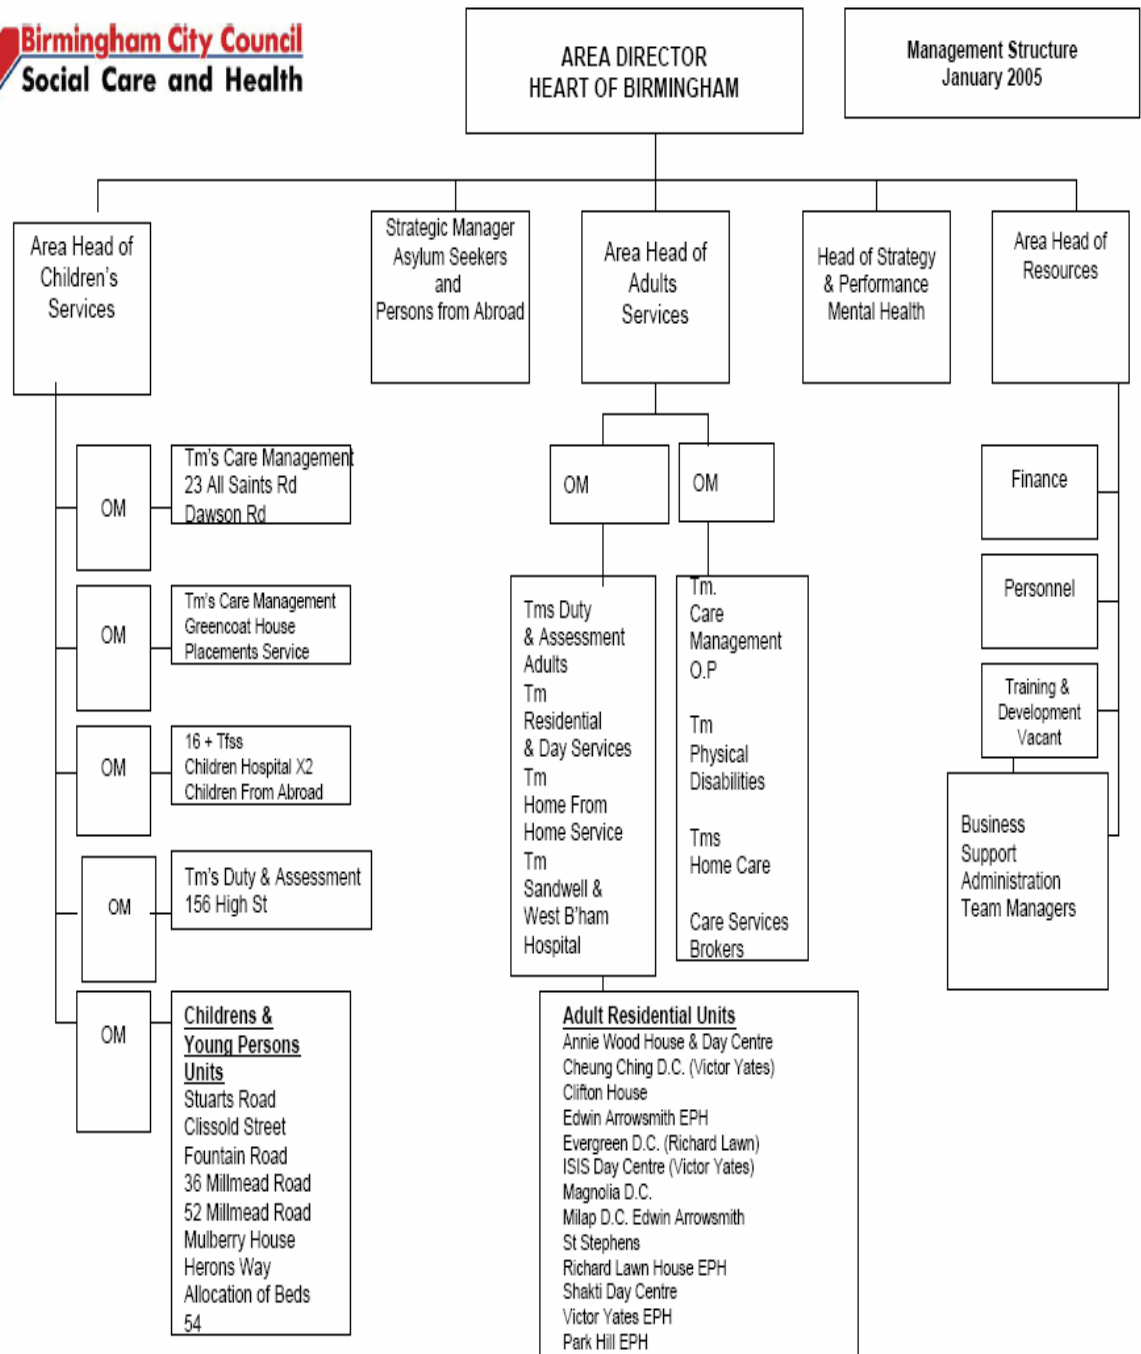 Birmingham City Council
Social Care and Health
AREA DIRECTOR
HEART OF BIRMINGHAM
Management Structure
January 2005
Area Head of
Children's
Services
Strategic Manager
Asylum Seekers
and
Persons from Abroad
Area Head of
Adults
Services
Head of Strategy
& Performance
Mental Health
Area Head of
Resources
OM
Tm's Care Management
23 All Saints Rd
Dawson Rd
OM
Tm's Care Management
Greencoat House
Placements Service
OM
16 + Tfss
Children Hospital X2
Children From Abroad
OM
Tm's Duty & Assessment
156 High St
OM
Childrens &
Young Persons
Units
Stuarts Road
Clissold Street
Fountain Road
36 Millmead Road
52 Millmead Road
Mulberry House
Herons Way
Allocation of Beds
54
OM
Tms Duty
& Assessment
Adults
Tm
Residential
& Day Services
Tm
Home From
Home Service
Tm
Sandwell &
West B'ham
Hospital
OM
Tm.
Care
Management
O.P
Tm
Physical
Disabilities
Tms
Home Care
Care Services
Brokers
Adult Residential Units
Annie Wood House & Day Centre
Cheung Ching D.C. (Victor Yates)
Clifton House
Edwin Arrowsmith EPH
Evergreen D.C. (Richard Lawn)
ISIS Day Centre (Victor Yates)
Magnolia D.C.
Milap D.C. Edwin Arrowsmith
St Stephens
Richard Lawn House EPH
Shakti Day Centre
Victor Yates EPH
Park Hill EPH
Finance
Personnel
Training &
Development
Vacant
Business
Support
Administration
Team Managers